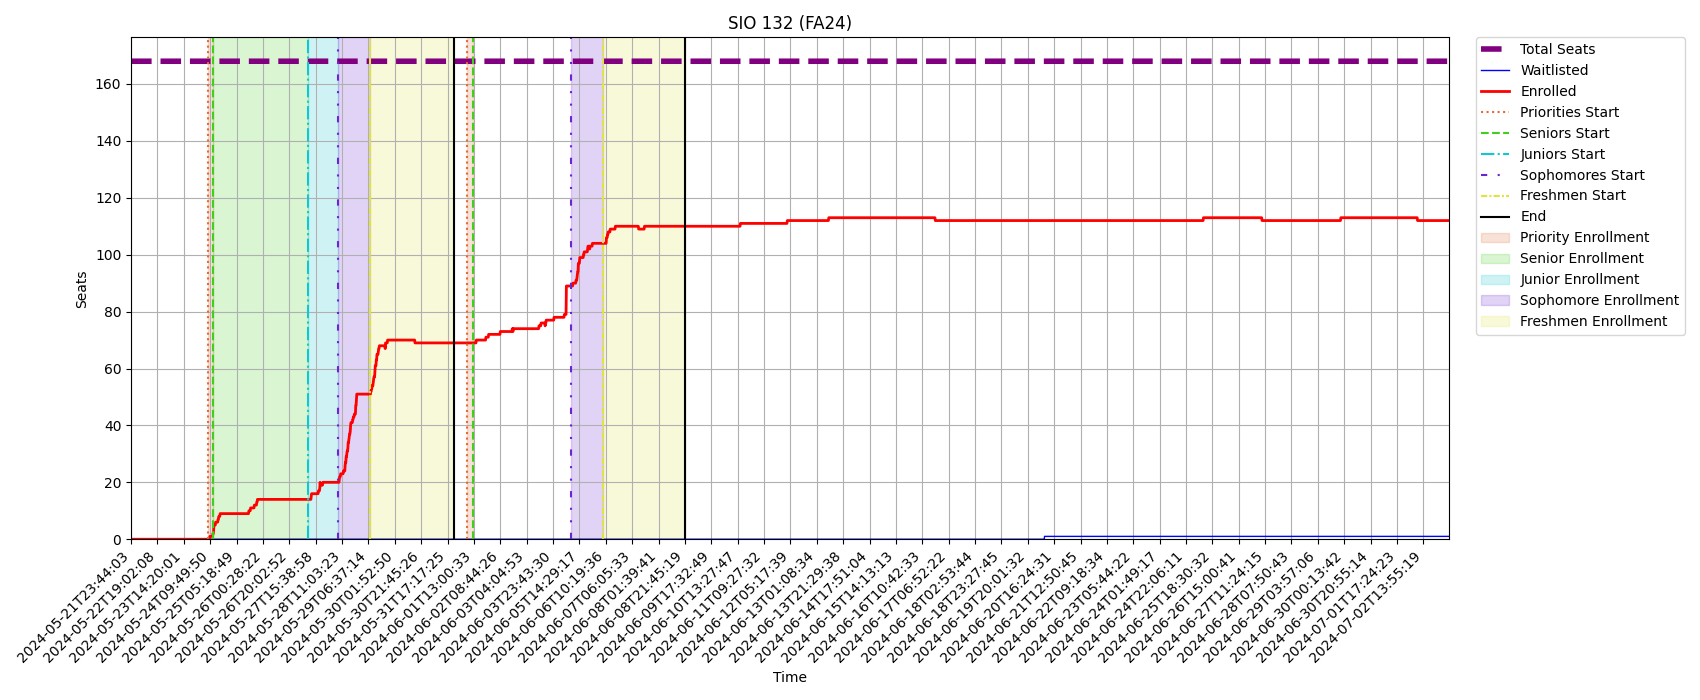 SIO 132 (FA24)
Seats
0
20
40
60
80
100
120
140
160
2024-05-21T23:44:03
2024-05-22T19:02:08
2024-05-23T14:20:01
2024-05-24T09:49:50
2024-05-25T05:18:49
2024-05-26T00:28:22
2024-05-26T20:02:52
2024-05-27T15:38:58
2024-05-28T11:03:23
2024-05-29T06:37:14
2024-05-30T01:52:50
2024-05-30T21:45:26
2024-05-31T17:17:25
2024-06-01T13:00:33
2024-06-02T08:44:26
2024-06-03T04:04:53
2024-06-03T23:43:30
2024-06-05T14:29:17
2024-06-06T10:19:36
2024-06-07T06:05:33
2024-06-08T01:39:41
2024-06-08T21:45:19
2024-06-09T17:32:49
2024-06-10T13:27:47
2024-06-11T09:27:32
2024-06-12T05:17:39
2024-06-13T01:08:34
2024-06-13T21:29:38
2024-06-14T17:51:04
2024-06-15T14:13:13
2024-06-16T10:42:33
2024-06-17T06:52:22
2024-06-18T02:53:44
2024-06-18T23:27:45
2024-06-19T20:01:32
2024-06-20T16:24:31
2024-06-21T12:50:45
2024-06-22T09:18:34
2024-06-23T05:44:22
2024-06-24T01:49:17
2024-06-24T22:06:11
2024-06-25T18:30:32
2024-06-26T15:00:41
2024-06-27T11:24:15
2024-06-28T07:50:43
2024-06-29T03:57:06
2024-06-30T00:13:42
2024-06-30T20:55:14
2024-07-01T17:24:23
2024-07-02T13:55:19
Time
Total Seats
Waitlisted
Enrolled
Priorities Start
Seniors Start
Juniors Start
Sophomores Start
Freshmen Start
End
Priority Enrollment
Senior Enrollment
Junior Enrollment
Sophomore Enrollment
Freshmen Enrollment